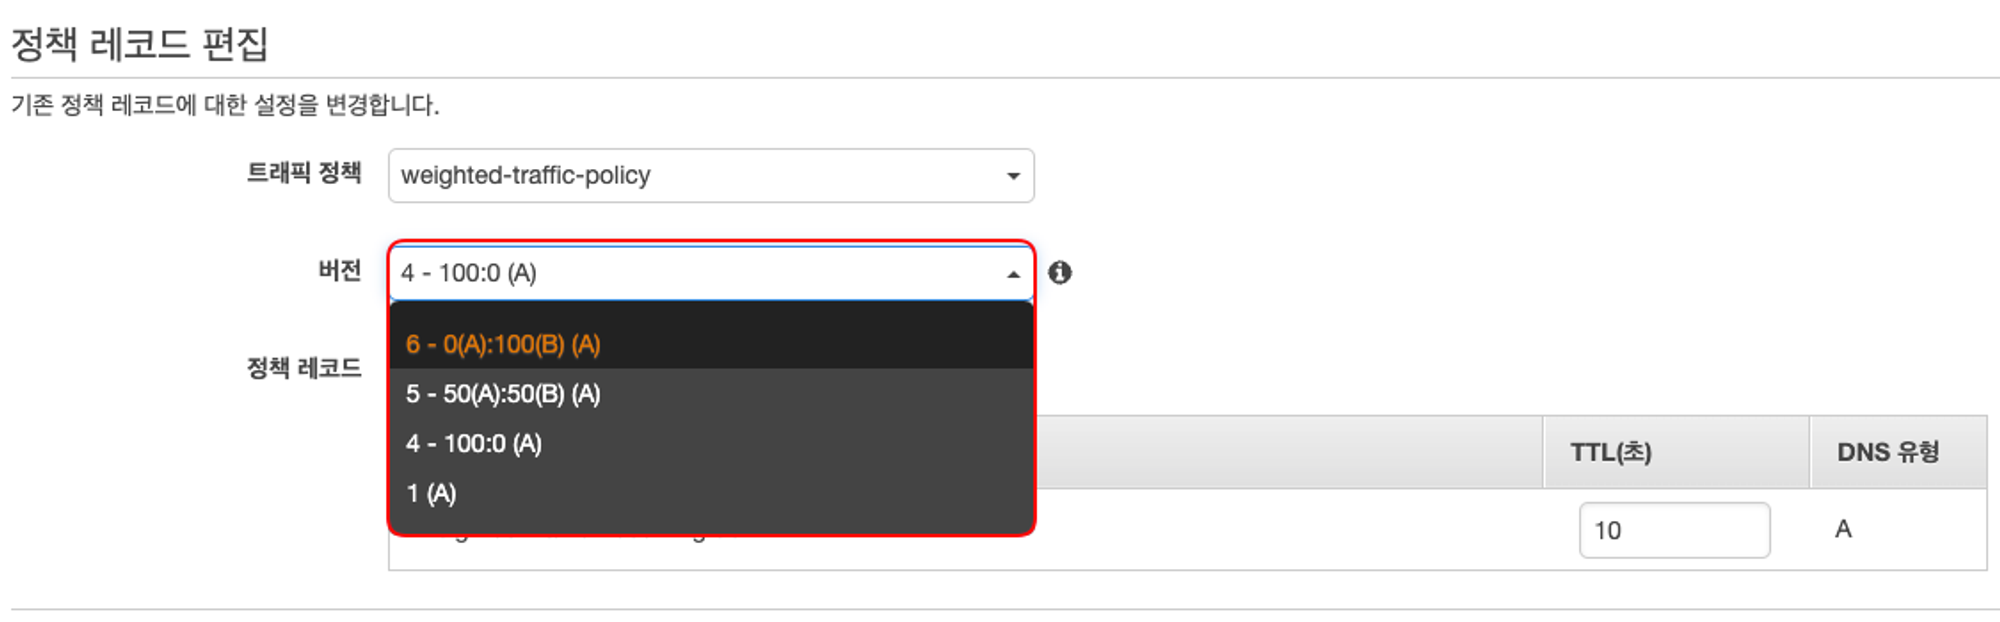 정책 레코드 편집
기존 정책 레코드에 대한 설정을 변경합니다.
트래픽 정책 weighted-traffic-policy
버전 4 - 100:0 (A)
6 - 0(A):100(B) (A)
정책 레코드
5 - 50(A):50(B) (A)
4 - 100:0 (A)
TTL(초) DNS 유형
1 (A)
10 A